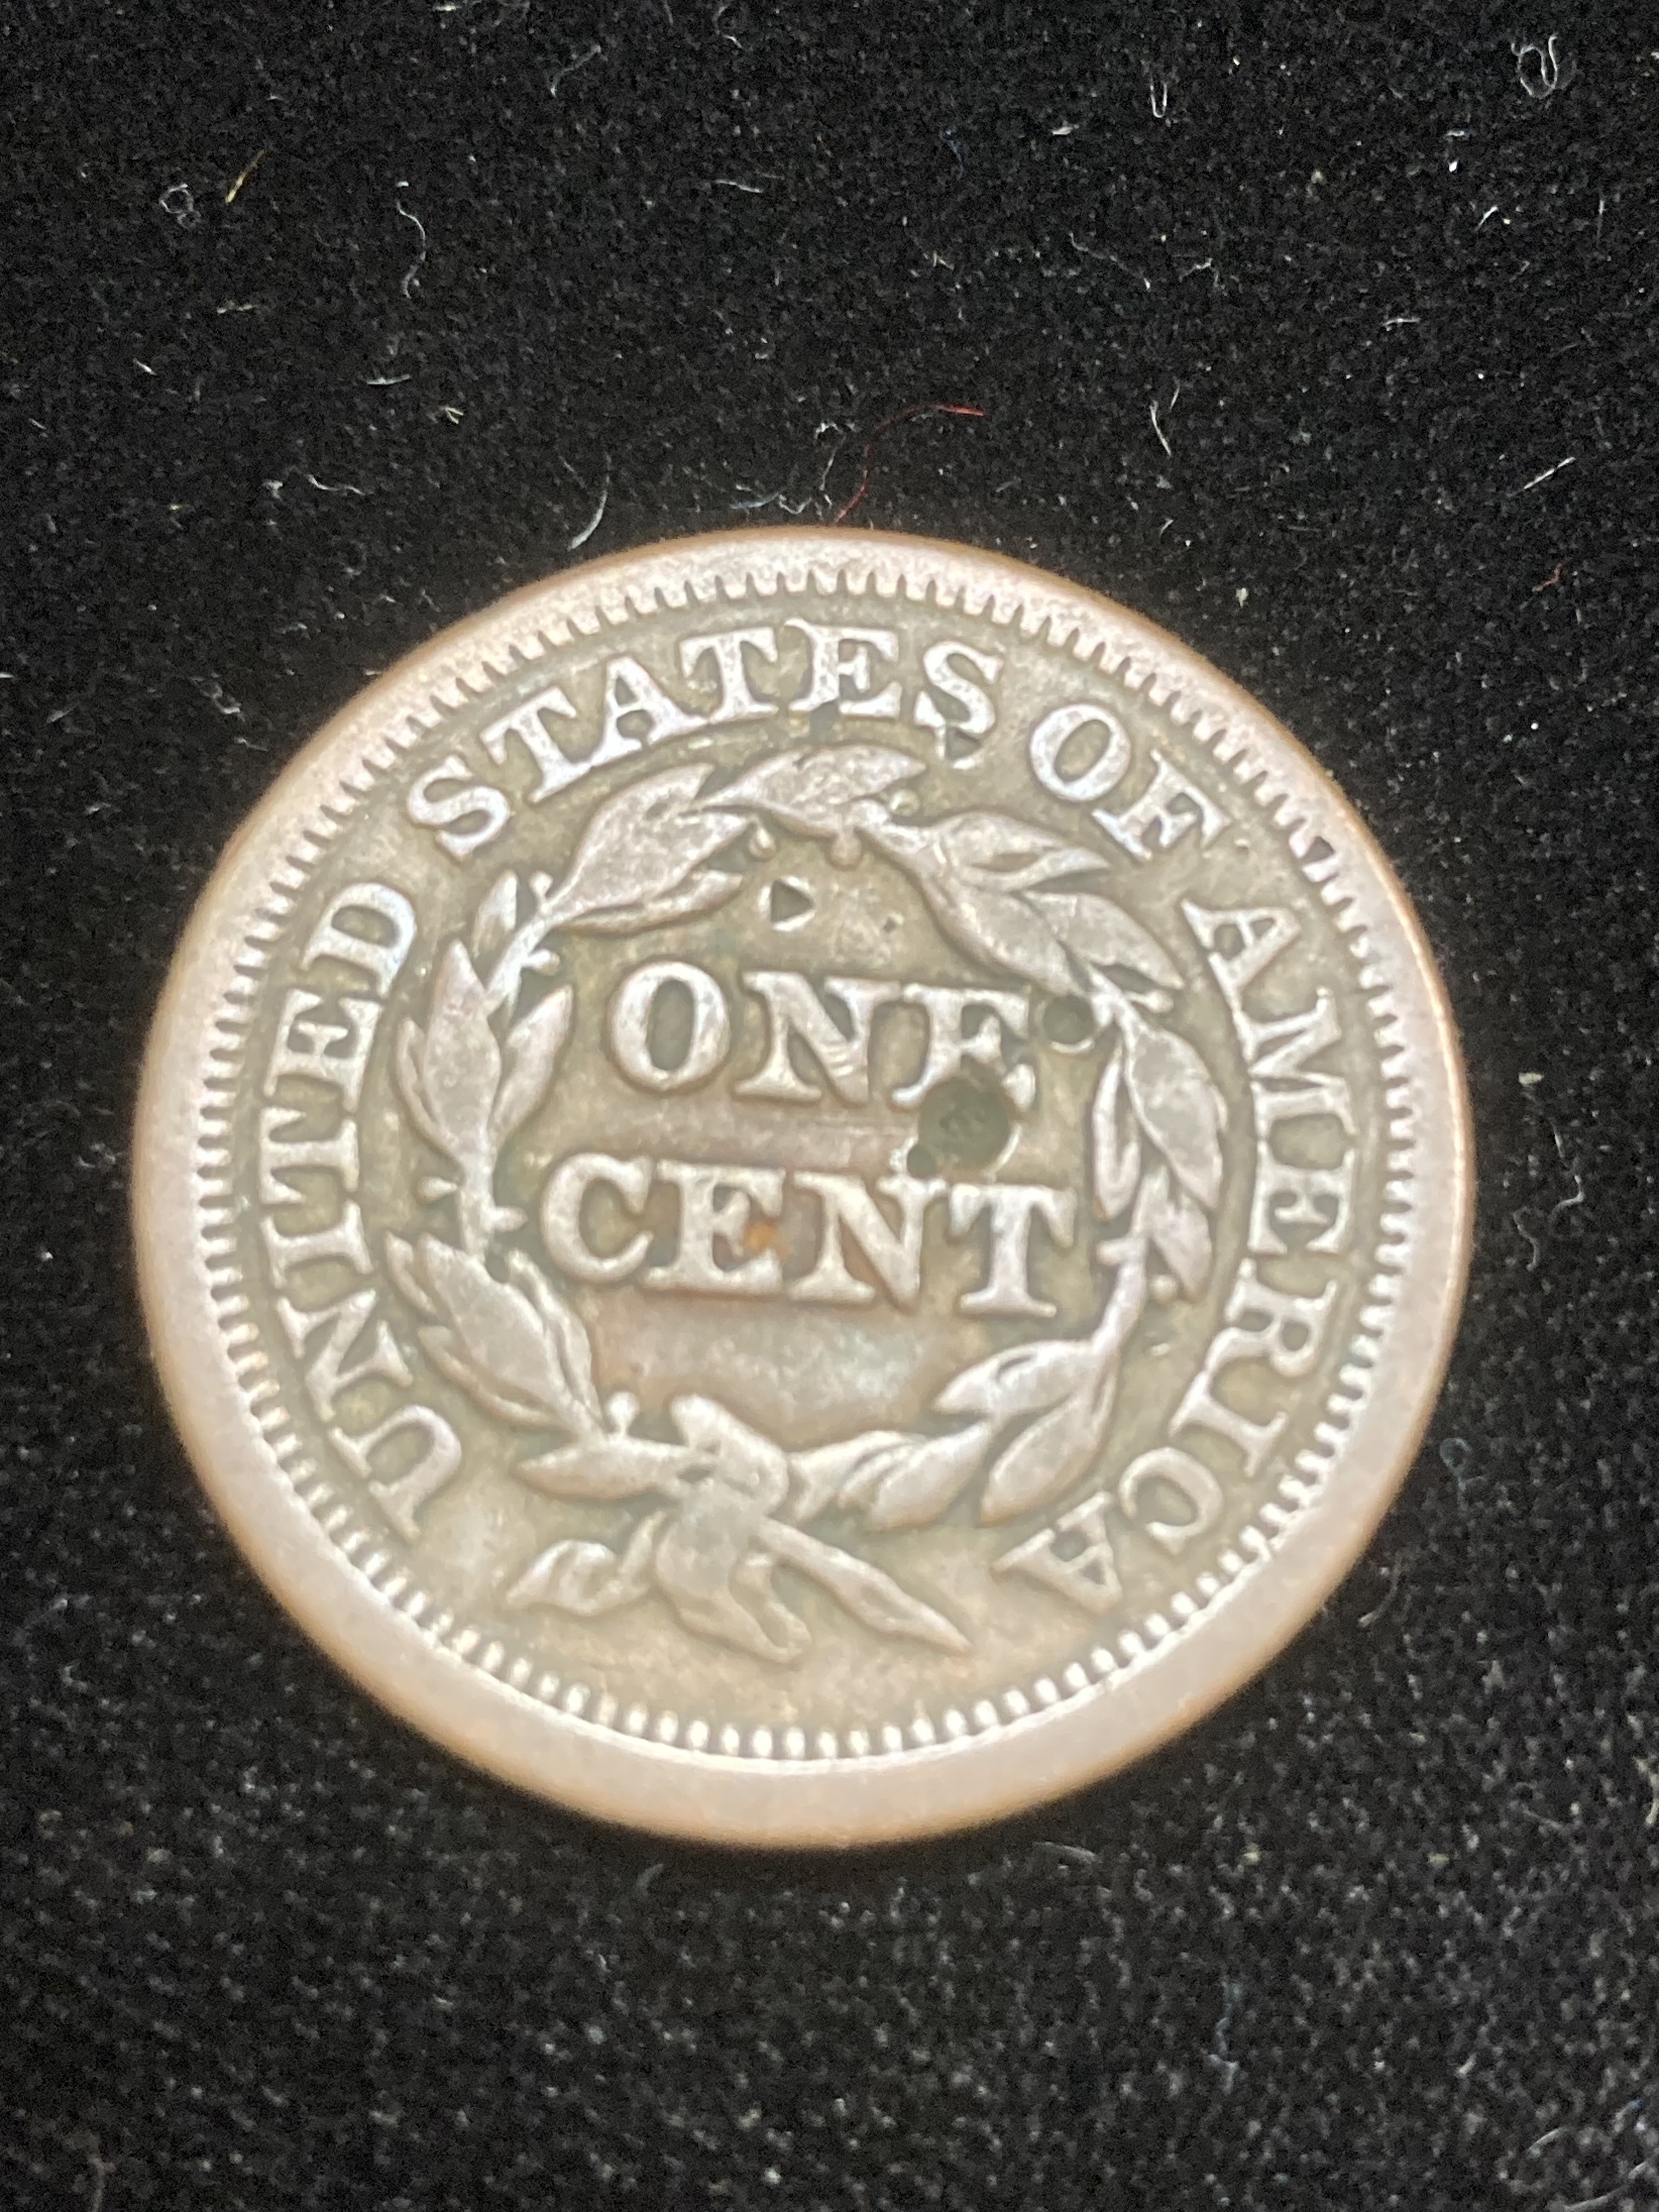 UNITED STATES OF AMERICA
ONE
CENT